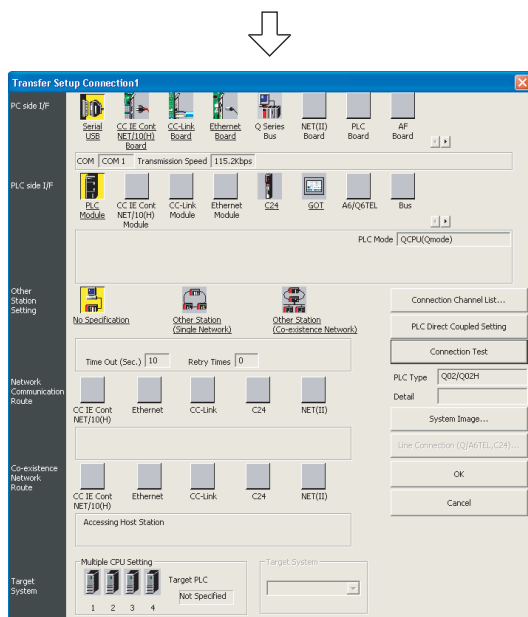 Transfer Setup Connection1
PC side I/F
Serial USB
CC IE Cont NET/10(H) Board
CC-Link Board
Ethernet Board
Q Series Bus
NET(II) Board
PLC Board
AF Board
COM COM 1 Transmission Speed 115.2Kbps
PLC side I/F
PLC Module
CC IE Cont NET/10(H) Module
CC-Link Module
Ethernet Module
C24
GOT
A6/Q6TEL
Bus
PLC Mode QCPU(Qmode)
Other Station Setting
No Specification
Other Station (Single Network)
Other Station (Co-existence Network)
Time Out (Sec.) 10 Retry Times 0
Connection Channel List...
PLC Direct Coupled Setting
Connection Test
PLC Type Q02/Q02H
Detail
System Image...
Line Connection (Q/A6TEL,C24)...
OK
Cancel
Network Communication Route
CC IE Cont NET/10(H)
Ethernet
CC-Link
C24
NET(II)
Co-existence Network Route
CC IE Cont NET/10(H)
Ethernet
CC-Link
C24
NET(II)
Accessing Host Station
Target System
Multiple CPU Setting
1 2 3 4
Target PLC
Not Specified
Target System